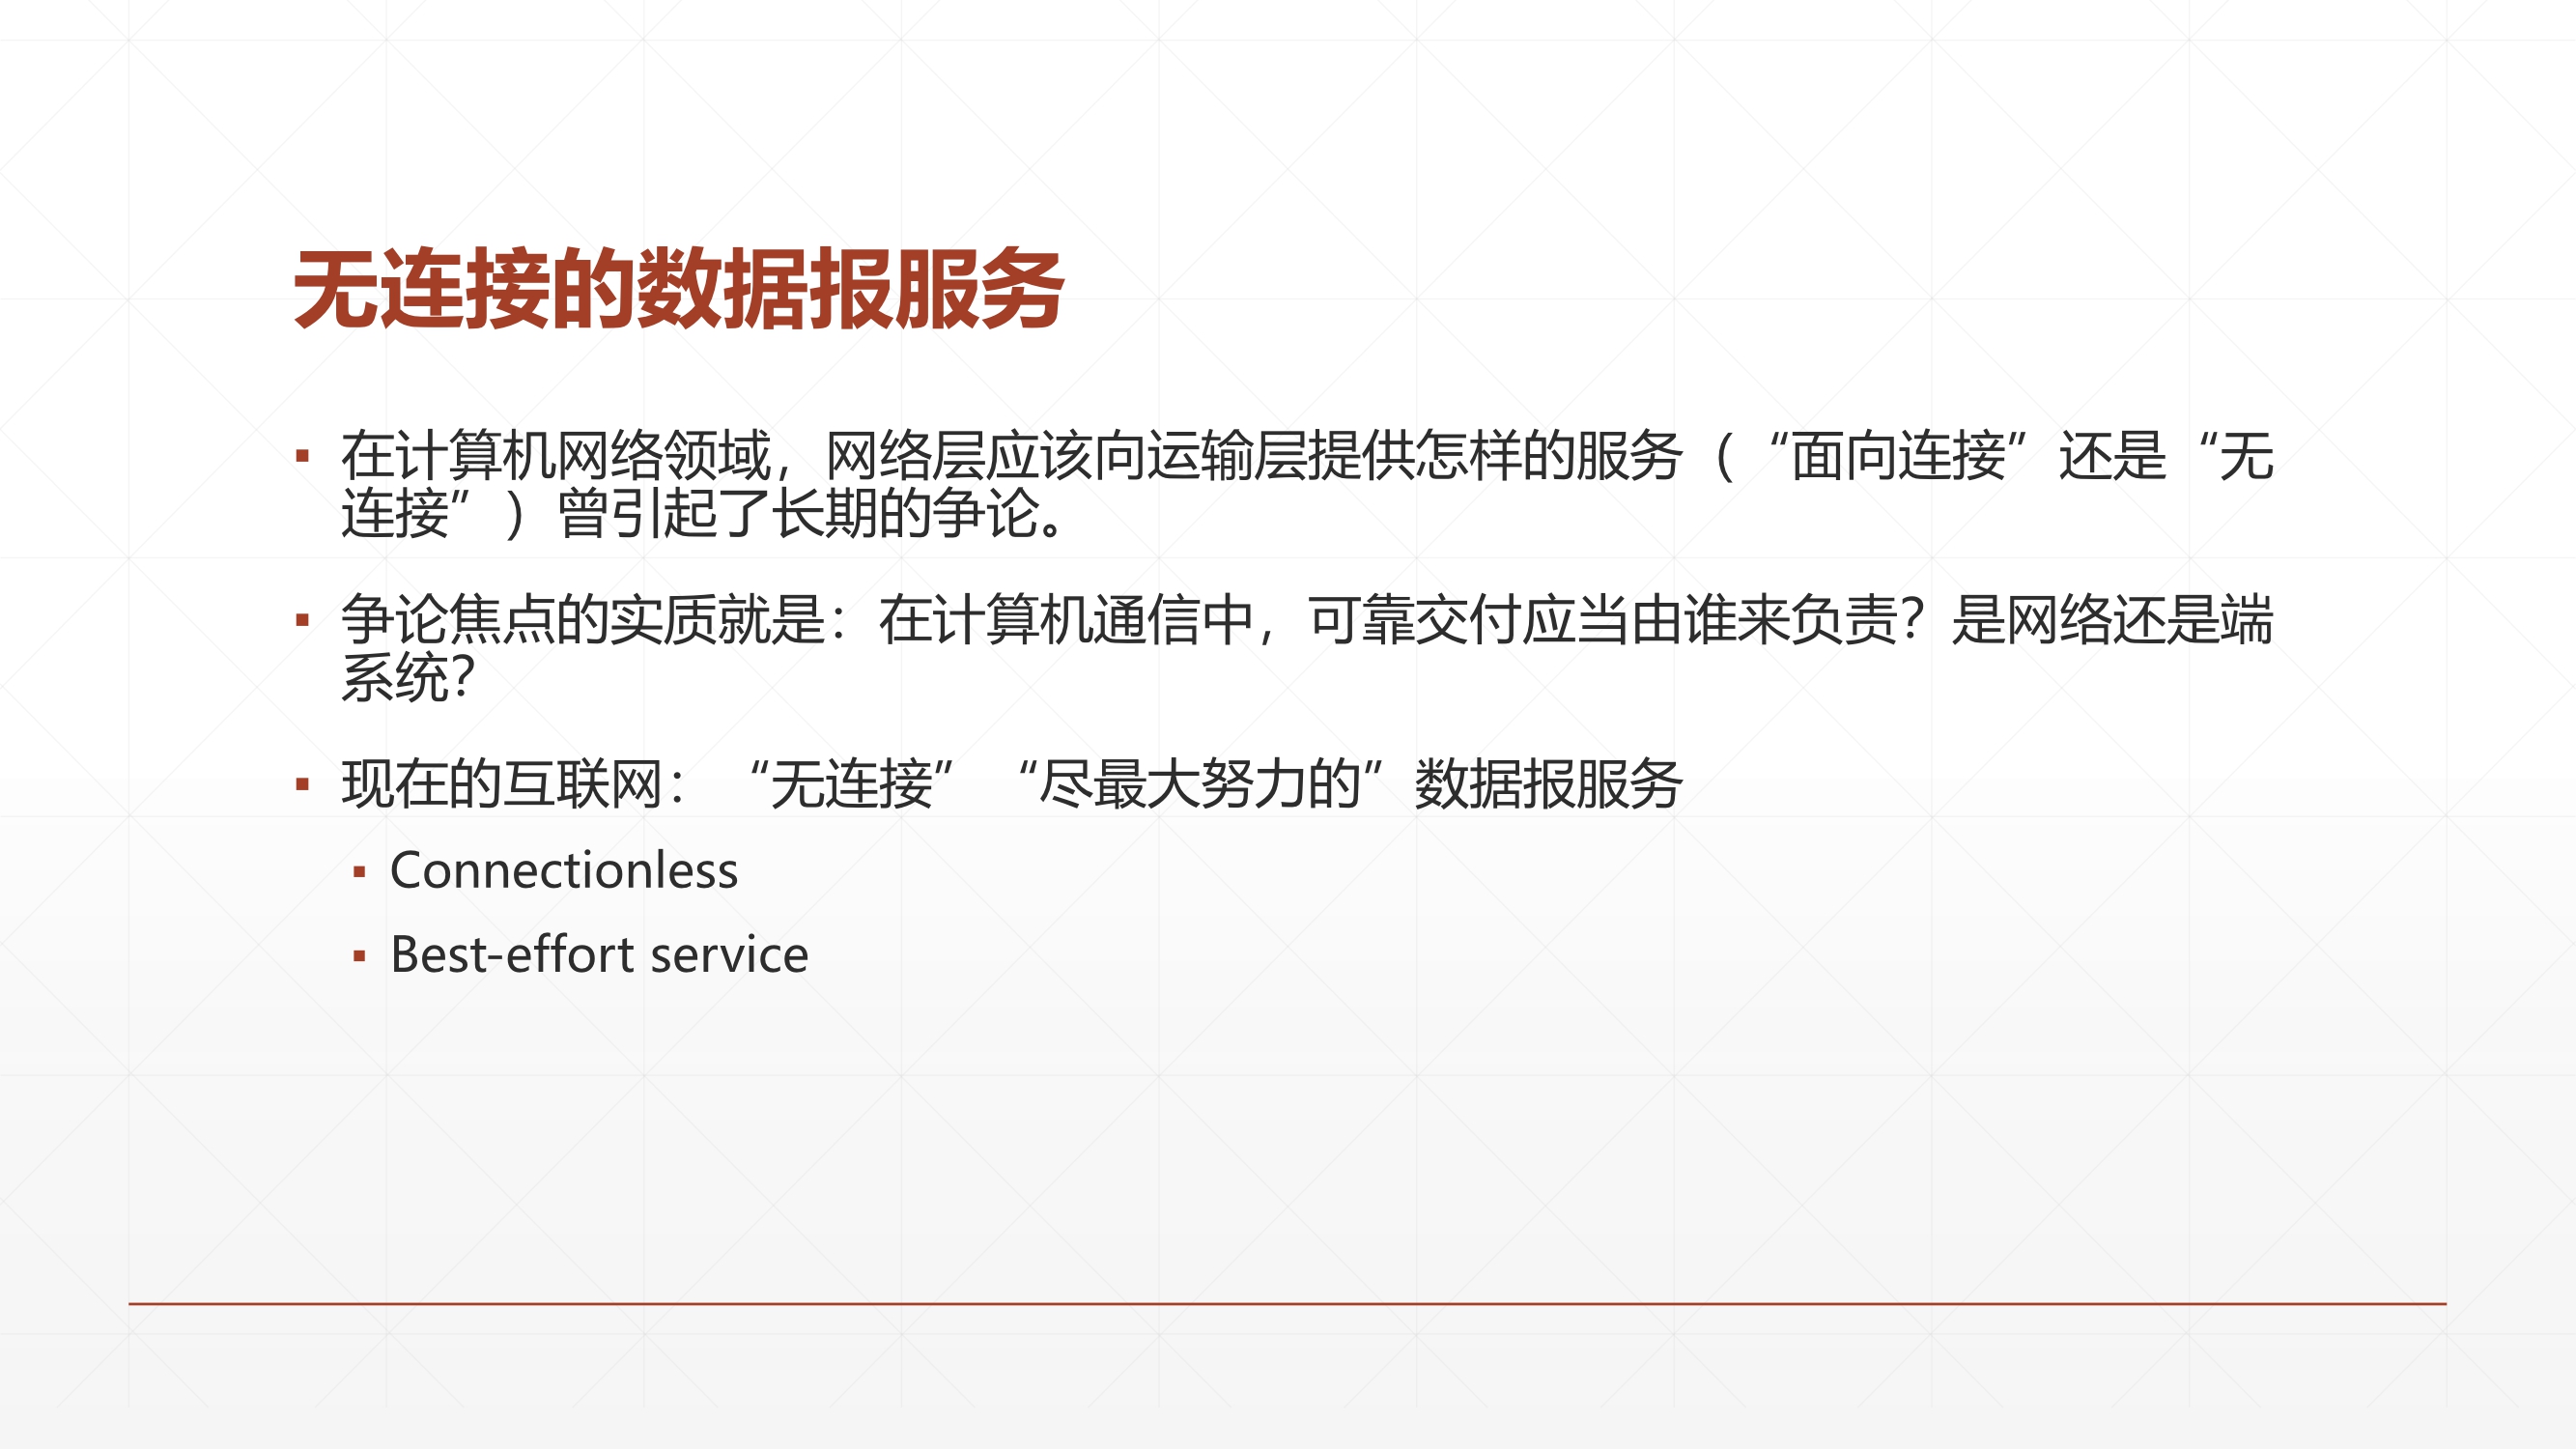 无连接的数据报服务
▪ 在计算机网络领域，网络层应该向运输层提供怎样的服务（“面向连接”还是“无
连接”）曾引起了长期的争论。
▪ 争论焦点的实质就是：在计算机通信中，可靠交付应当由谁来负责？是网络还是端
系统？
▪ 现在的互联网：“无连接”“尽最大努力的”数据报服务
▪ Connectionless
▪ Best-effort service